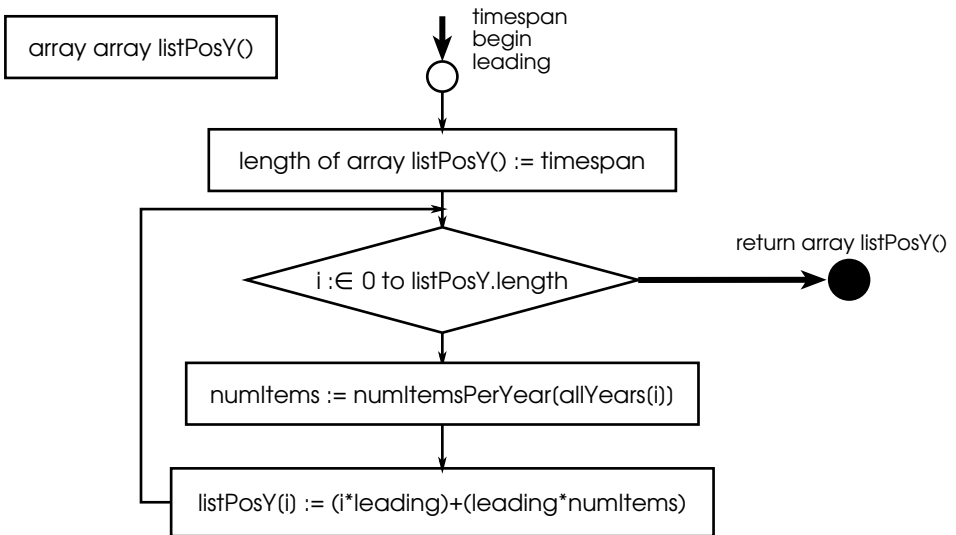 array array listPosY()
timespan
begin
leading
length of array listPosY() := timespan
i :∈ 0 to listPosY.length
return array listPosY()
numItems := numItemsPerYear(allYears(i))
listPosY(i) := (i*leading)+(leading*numItems)